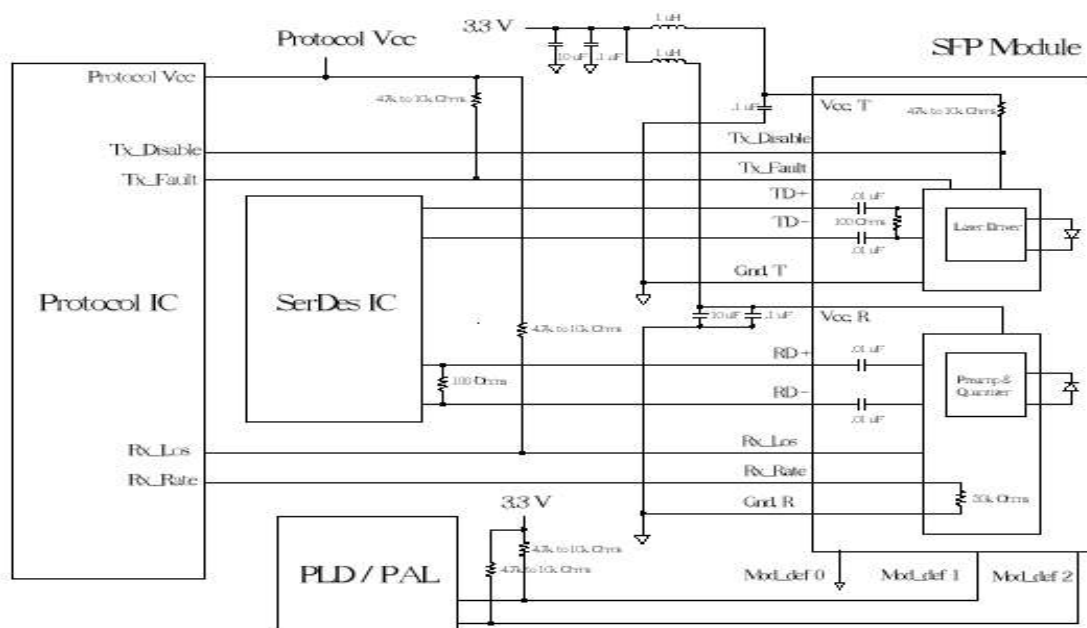 3.3 V
1 uH
Protocol Vcc
1 uH
SFP Module
10 uF
.1 uF
Protocol Vcc
4.7k to 10k Ohms
.1 uF
Vcc, T
4.7k to 10k Ohms
Tx_Disable
Tx_Disable
Tx_Fault
Tx_Fault
TD+
.01 uF
TD-
100 Ohms
Laser Driver
.01 uF
Gnd, T
Protocol IC
SerDes IC
10 uF
.1 uF
Vcc, R
4.7k to 10k Ohms
RD+
.01 uF
100 Ohms
Preamp &
Quantizer
RD-
.01 uF
Rx_Los
Rx_Los
Rx_Rate
Rx_Rate
3.3 V
Gnd, R
30k Ohms
4.7k to 10k Ohms
4.7k to 10k Ohms
PLD / PAL
Mod_def 0
Mod_def 1
Mod_def 2